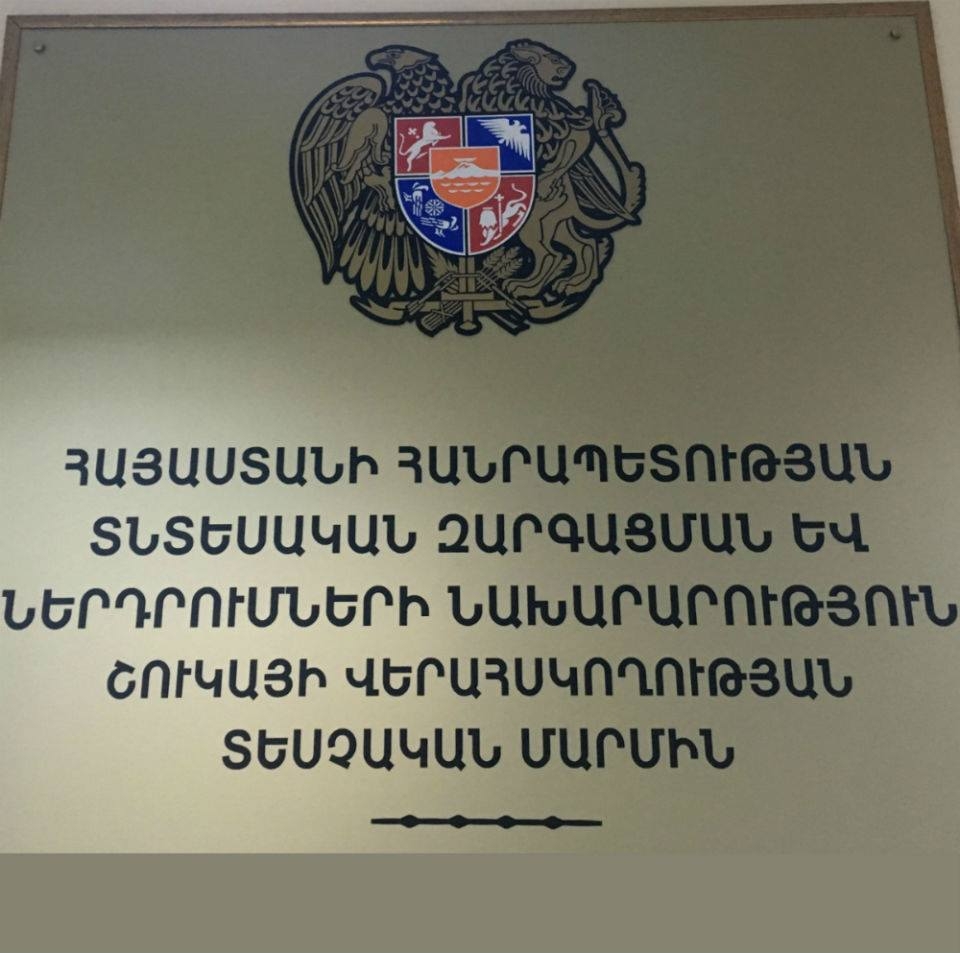 ՀԱՅԱՍՏԱՆԻ ՀԱՆՐԱՊԵՏՈՒԹՅԱՆ
ՏՆՏԵՍԱԿԱՆ ԶԱՐԳԱՑՄԱՆ ԵՎ
ՆԵՐԴՐՈՒՄՆԵՐԻ ՆԱԽԱՐԱՐՈՒԹՅՈՒՆ
ՇՈՒԿԱՅԻ ՎԵՐԱՀՍԿՈՂՈՒԹՅԱՆ
ՏԵՍՉԱԿԱՆ ՄԱՐՄԻՆ